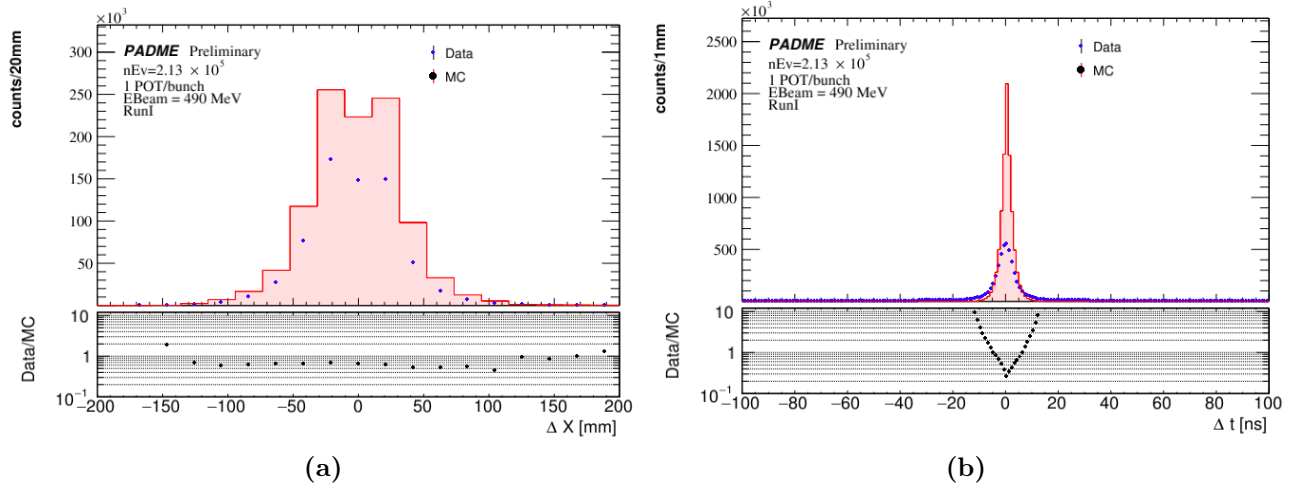 ×10³
counts/20mm
300
250
200
150
100
50
PADME Preliminary
nEv=2.13 × 10⁵
1 POT/bunch
EBeam = 490 MeV
RunI
Data
MC
Data/MC
10
1
10⁻¹
−200 −150 −100 −50 0 50 100 150 200
Δ X [mm]
(a)
×10³
counts/1mm
2500
2000
1500
1000
500
PADME Preliminary
nEv=2.13 × 10⁵
1 POT/bunch
EBeam = 490 MeV
RunI
Data
MC
Data/MC
10
1
10⁻¹
−100 −80 −60 −40 −20 0 20 40 60 80 100
Δ t [ns]
(b)